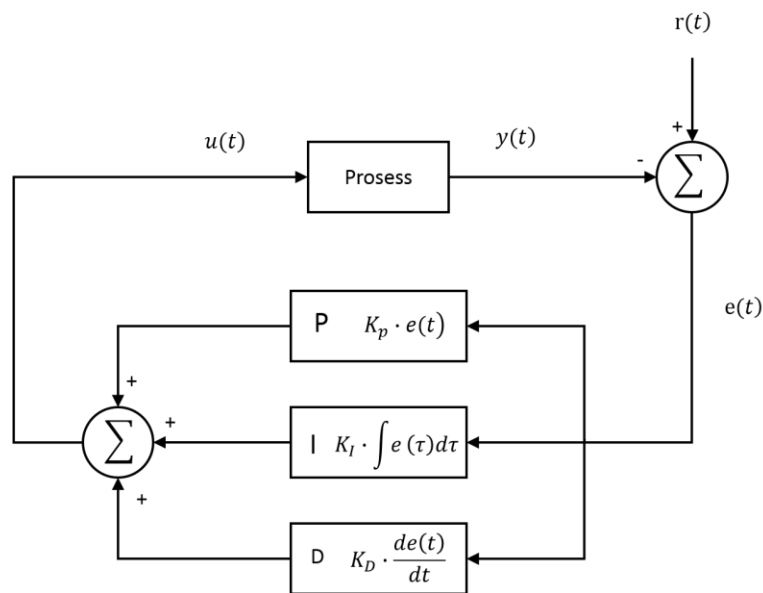 r(t)
u(t)
y(t)
+
-
Prosess
∑
e(t)
P K_p · e(t)
+
+
I K_I · ∫ e (τ)dτ
∑
+
D K_D · de(t)/dt